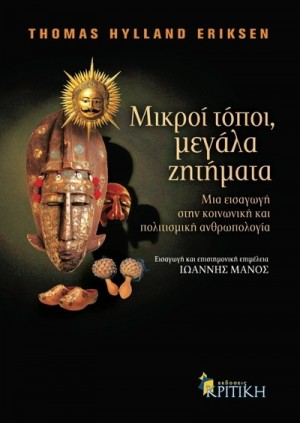 THOMAS HYLLAND ERIKSEN
Μικροί τόποι,
μεγάλα
ζητήματα
Μια εισαγωγή
στην κοινωνική και
πολιτισμική ανθρωπολογία
Εισαγωγή και επιστημονική επιμέλεια
ΙΩΑΝΝΗΣ ΜΑΝΟΣ
εκδοσεις
ΚΡΙΤΙΚΗ